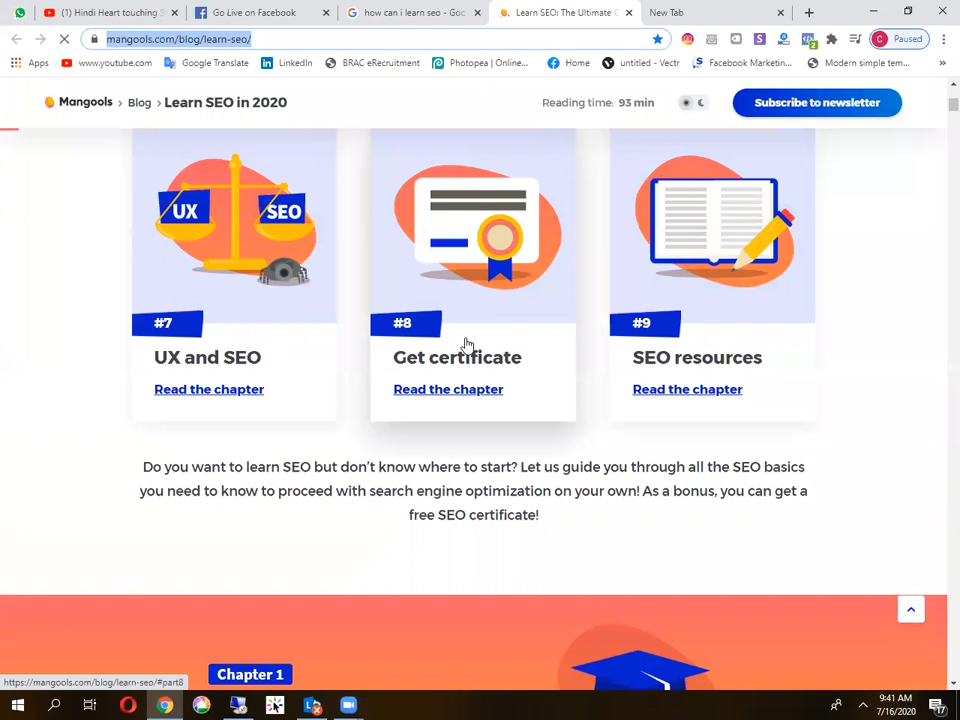 (1) Hindi Heart touching S
Go Live on Facebook
how can i learn seo - Goo
Learn SEO: The Ultimate G
New Tab
mangools.com/blog/learn-seo/
2
C Paused
Apps
www.youtube.com
Google Translate
LinkedIn
BRAC eRecruitment
Photopea | Online...
Home
untitled - Vectr
Facebook Marketing...
Modern simple tem...
Mangools > Blog > Learn SEO in 2020
Reading time: 93 min
Subscribe to newsletter
UX
SEO
#7
#8
#9
UX and SEO
Get certificate
SEO resources
Read the chapter
Read the chapter
Read the chapter
Do you want to learn SEO but don't know where to start? Let us guide you through all the SEO basics
you need to know to proceed with search engine optimization on your own! As a bonus, you can get a
free SEO certificate!
Chapter 1
https://mangools.com/blog/learn-seo/#part8
9:41 AM
7/16/2020
17